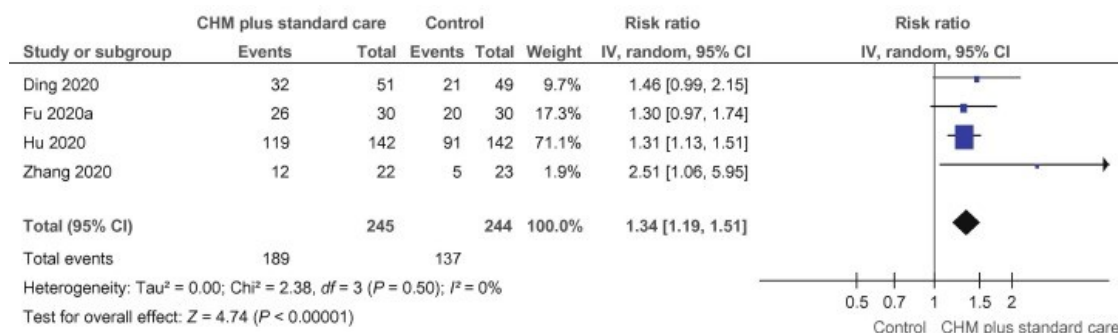 CHM plus standard care Control Risk ratio Risk ratio
Study or subgroup Events Total Events Total Weight IV, random, 95% CI IV, random, 95% CI
Ding 2020 32 51 21 49 9.7% 1.46 [0.99, 2.15]
Fu 2020a 26 30 20 30 17.3% 1.30 [0.97, 1.74]
Hu 2020 119 142 91 142 71.1% 1.31 [1.13, 1.51]
Zhang 2020 12 22 5 23 1.9% 2.51 [1.06, 5.95]
Total (95% CI) 245 244 100.0% 1.34 [1.19, 1.51]
Total events 189 137
Heterogeneity: Tau² = 0.00; Chi² = 2.38, df = 3 (P = 0.50); I² = 0%
Test for overall effect: Z = 4.74 (P < 0.00001)
0.5 0.7 1 1.5 2
Control CHM plus standard care